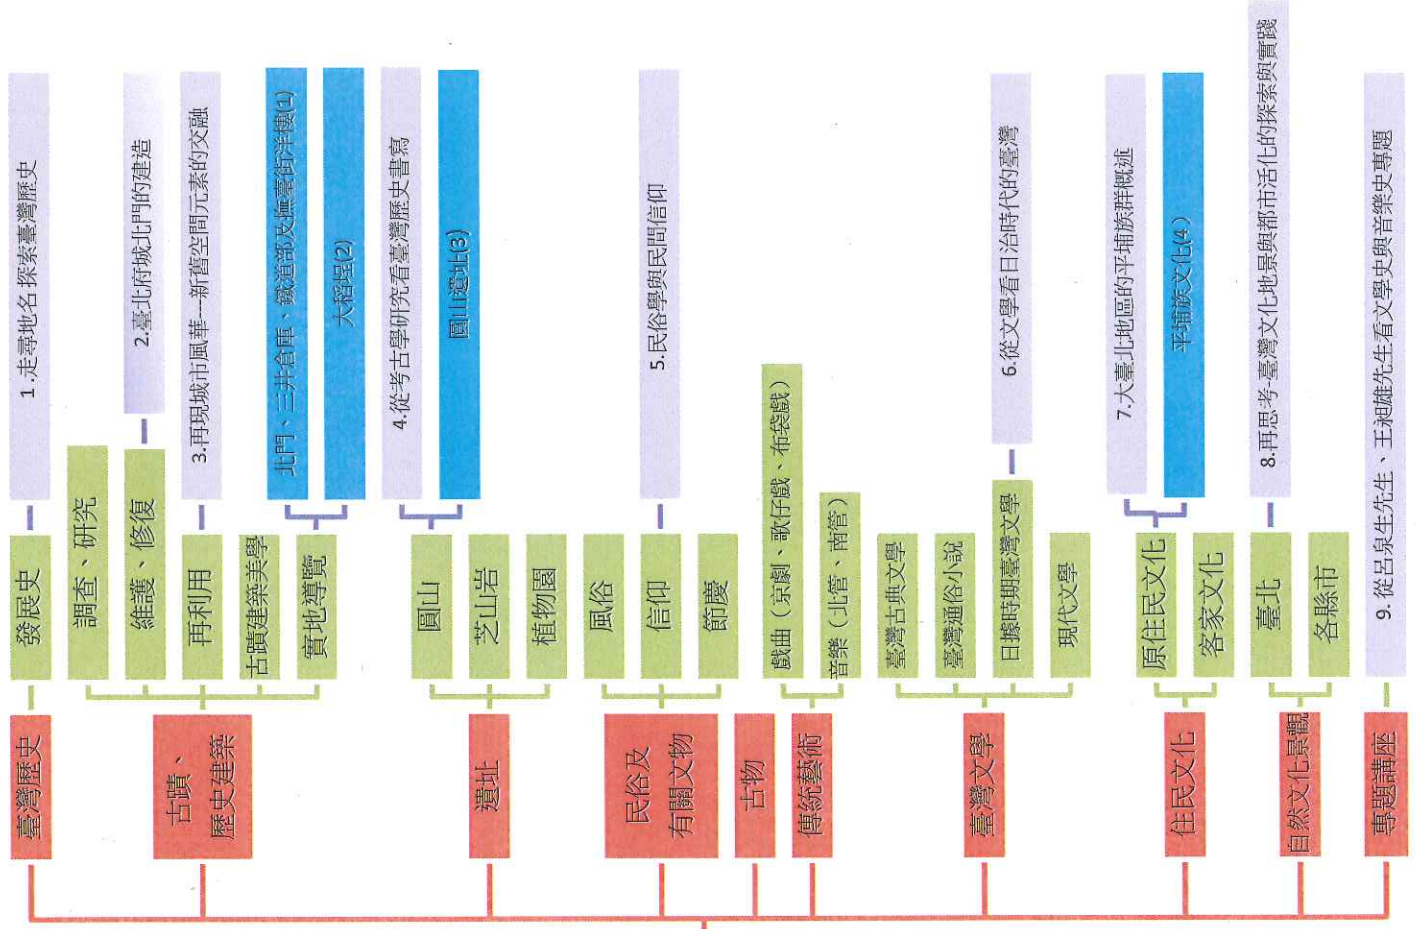 臺灣歷史
發展史
1.走尋地名 探索臺灣歷史
古蹟、
歷史建築
調查、研究
維護、修復
2.臺北府城北門的建造
再利用
3.再現城市風華---新舊空間元素的交融
古蹟建築美學
實地導覽
北門、三井倉庫、鐵道部及撫臺街洋樓(1)
大稻埕(2)
遺址
圓山
4.從考古學研究看臺灣歷史書寫
圓山遺址(3)
芝山岩
植物園
民俗及
有關文物
風俗
信仰
5.民俗學與民間信仰
節慶
古物
傳統藝術
戲曲（京劇、歌仔戲、布袋戲）
音樂（北管、南管）
臺灣文學
臺灣古典文學
臺灣通俗小說
日據時期臺灣文學
6.從文學看日治時代的臺灣
現代文學
住民文化
原住民文化
7.大臺北地區的平埔族群概述
平埔族文化(4)
客家文化
自然文化景觀
臺北
8.再思考-臺灣文化地景與都市活化的探索與實踐
各縣市
專題講座
9. 從呂泉生先生、王昶雄先生看文學史與音樂史專題